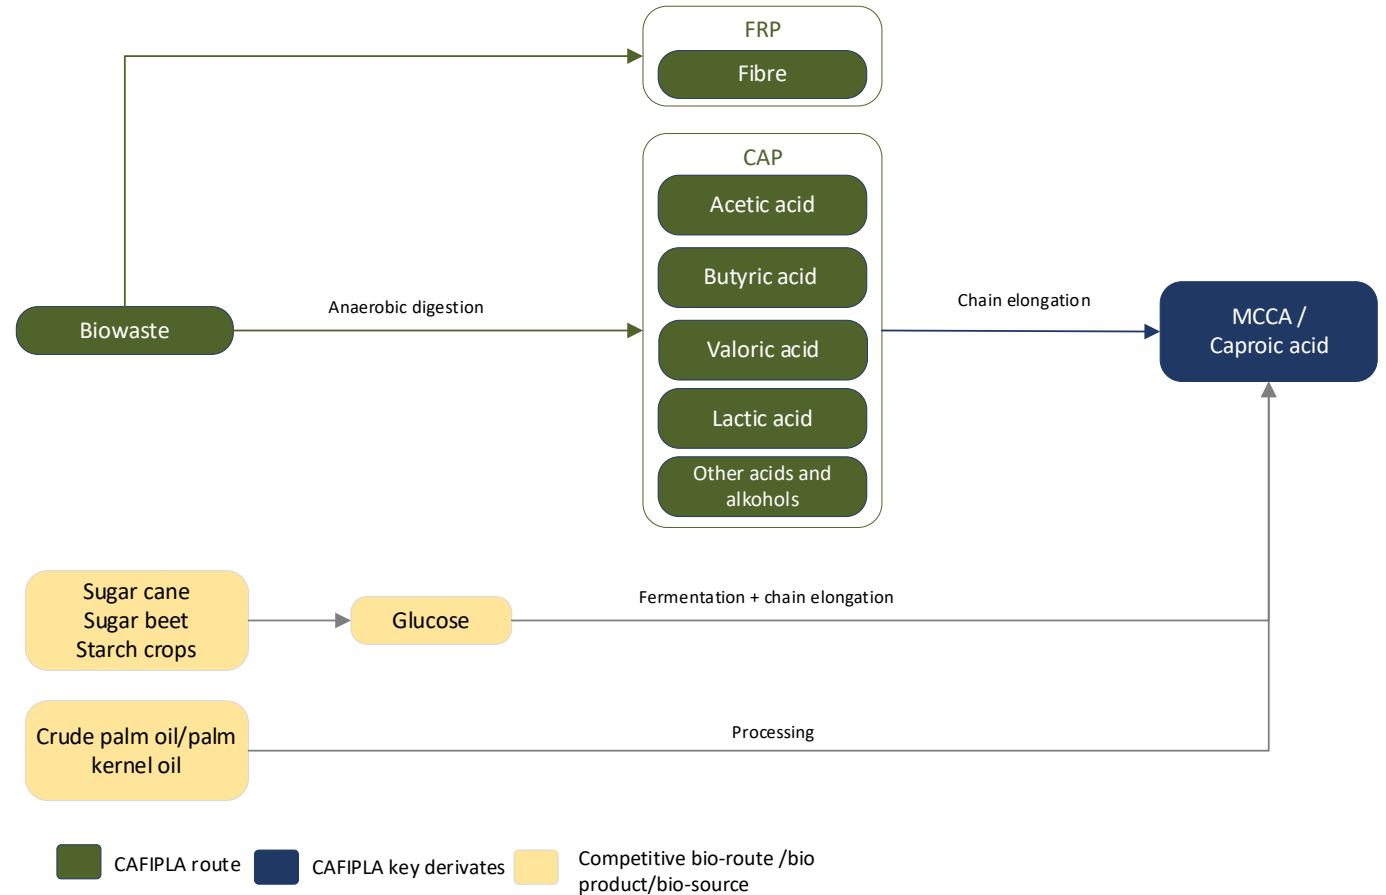 FRP
Fibre
CAP
Acetic acid
Butyric acid
Valoric acid
Lactic acid
Other acids and
alkohols
Biowaste
Anaerobic digestion
Chain elongation
MCCA /
Caproic acid
Sugar cane
Sugar beet
Starch crops
Glucose
Fermentation + chain elongation
Crude palm oil/palm
kernel oil
Processing
CAFIPLA route
CAFIPLA key derivates
Competitive bio-route /bio
product/bio-source